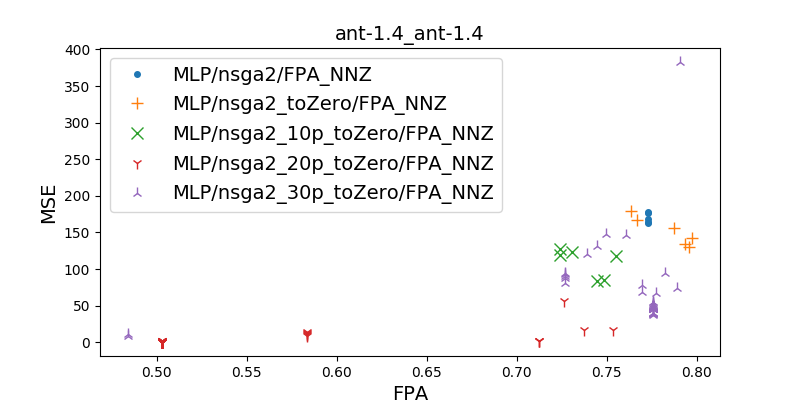 ant-1.4_ant-1.4
400
350
300
250
200
150
100
50
0
MSE
MLP/nsga2/FPA_NNZ
MLP/nsga2_toZero/FPA_NNZ
MLP/nsga2_10p_toZero/FPA_NNZ
MLP/nsga2_20p_toZero/FPA_NNZ
MLP/nsga2_30p_toZero/FPA_NNZ
0.50 0.55 0.60 0.65 0.70 0.75 0.80
FPA